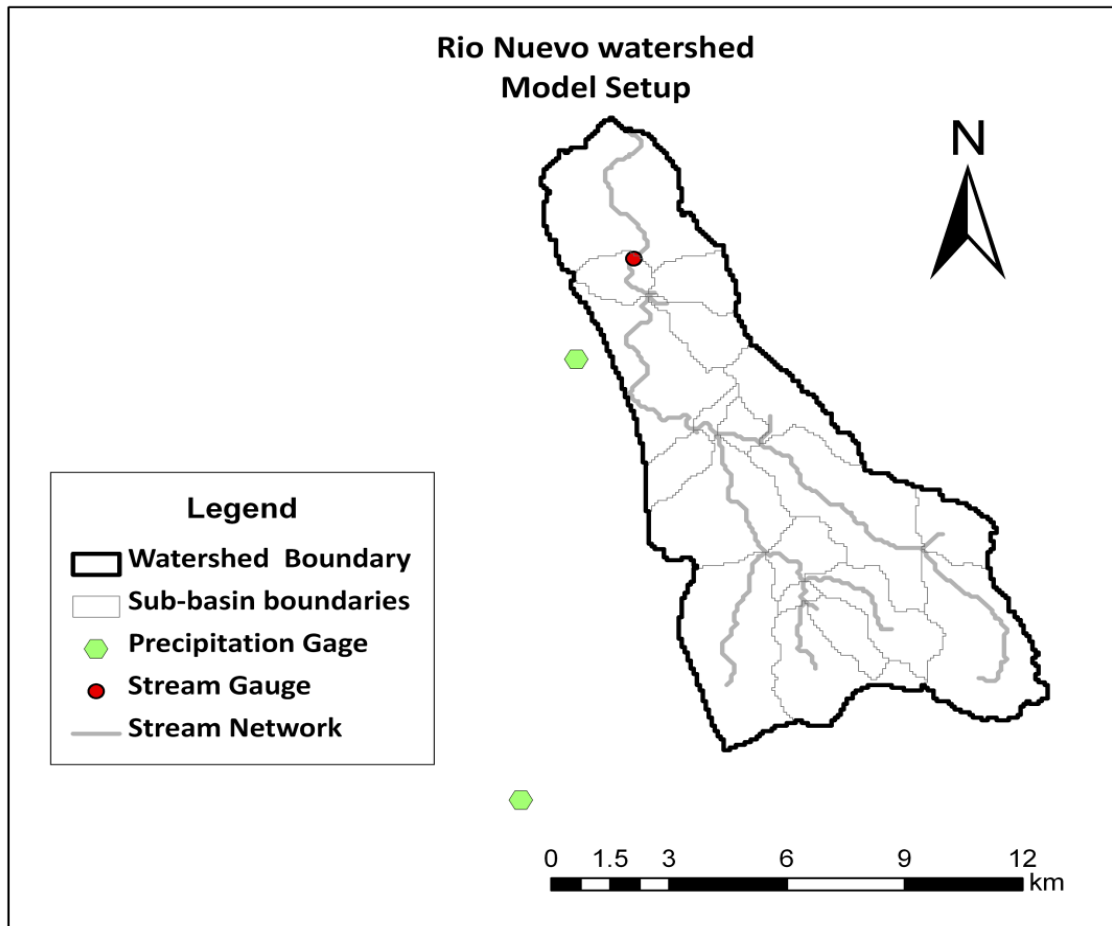 Rio Nuevo watershed
Model Setup
N
Legend
Watershed Boundary
Sub-basin boundaries
Precipitation Gage
Stream Gauge
Stream Network
0 1.5 3 6 9 12
km